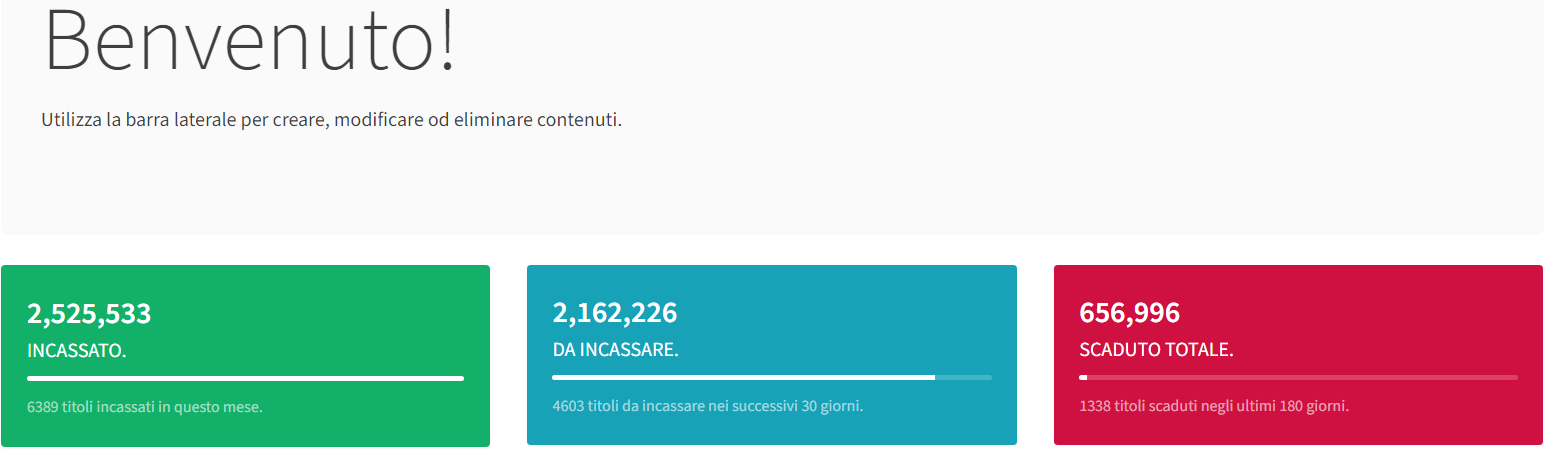 Benvenuto!
Utilizza la barra laterale per creare, modificare od eliminare contenuti.
2,525,533
INCASSATO.
6389 titoli incassati in questo mese.
2,162,226
DA INCASSARE.
4603 titoli da incassare nei successivi 30 giorni.
656,996
SCADUTO TOTALE.
1338 titoli scaduti negli ultimi 180 giorni.